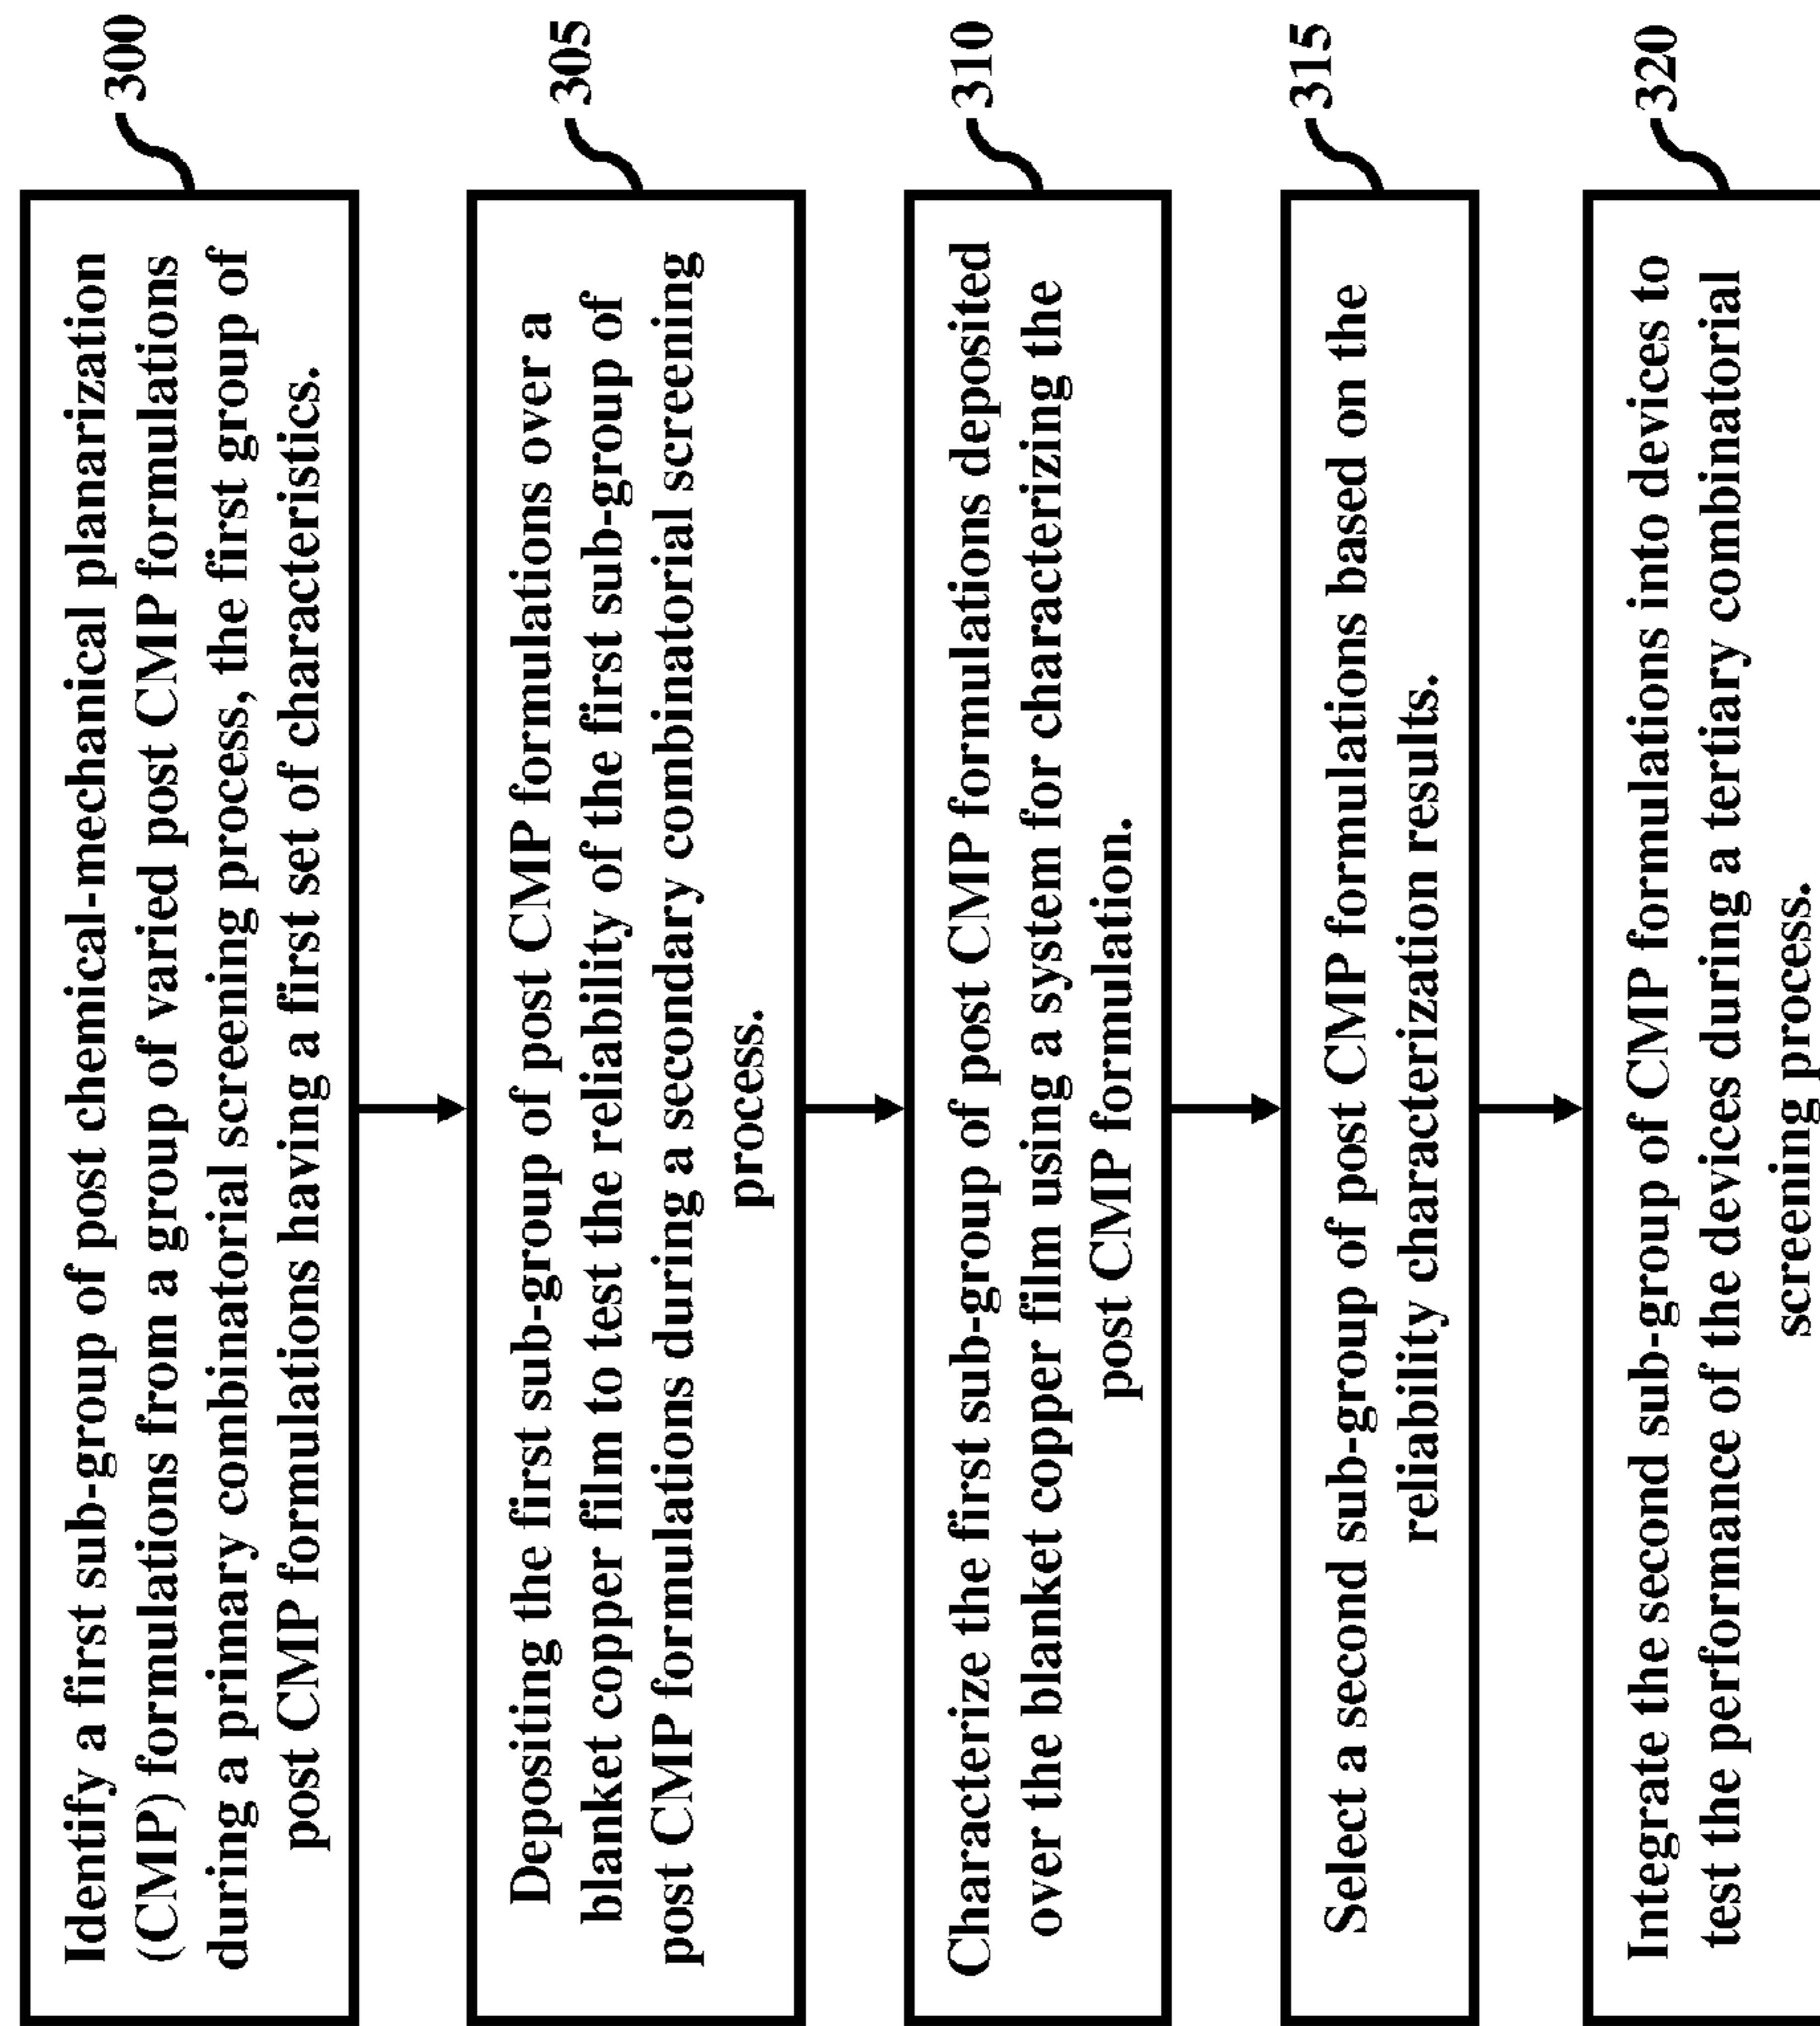 Identify a first sub-group of post chemical-mechanical planarization
(CMP) formulations from a group of varied post CMP formulations
during a primary combinatorial screening process, the first group of
post CMP formulations having a first set of characteristics.
300
Depositing the first sub-group of post CMP formulations over a
blanket copper film to test the reliability of the first sub-group of
post CMP formulations during a secondary combinatorial screening
process.
305
Characterize the first sub-group of post CMP formulations deposited
over the blanket copper film using a system for characterizing the
post CMP formulation.
310
Select a second sub-group of post CMP formulations based on the
reliability characterization results.
315
Integrate the second sub-group of CMP formulations into devices to
test the performance of the devices during a tertiary combinatorial
screening process.
320